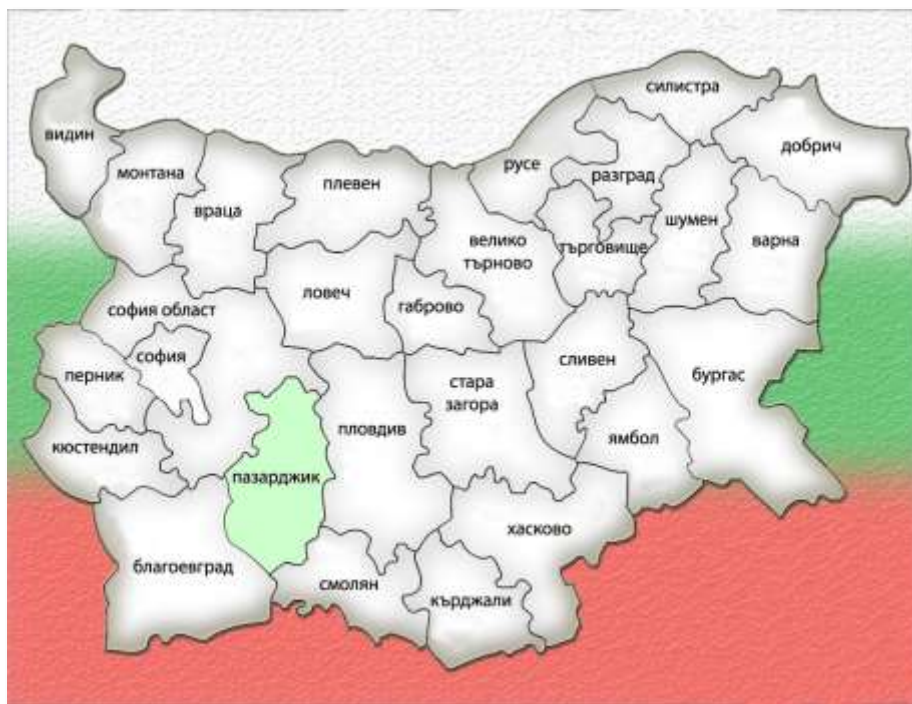 силистра
видин
добрич
русе
монтана
разград
плевен
враца
шумен
велико
търново
търговище
варна
ловеч
габрово
софия област
софия
сливен
перник
бургас
стара
загора
пловдив
ямбол
кюстендил
пазарджик
хасково
благоевград
смолян
кърджали